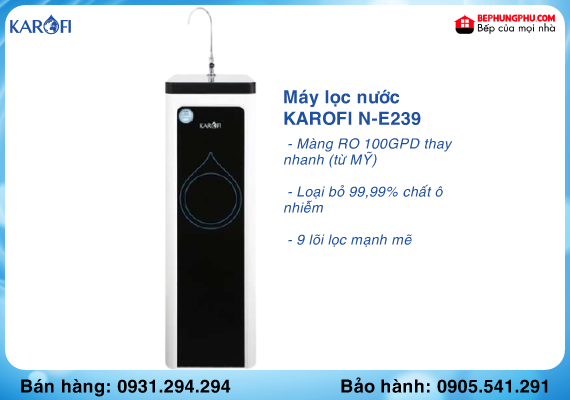 KAROFI
BEPHUNGPHU.COM
Bếp của mọi nhà
KAROFI
Máy lọc nước
KAROFI N-E239
- Màng RO 100GPD thay
nhanh (từ MỸ)
- Loại bỏ 99,99% chất ô
nhiễm
- 9 lõi lọc mạnh mẽ
Bán hàng: 0931.294.294
Bảo hành: 0905.541.291